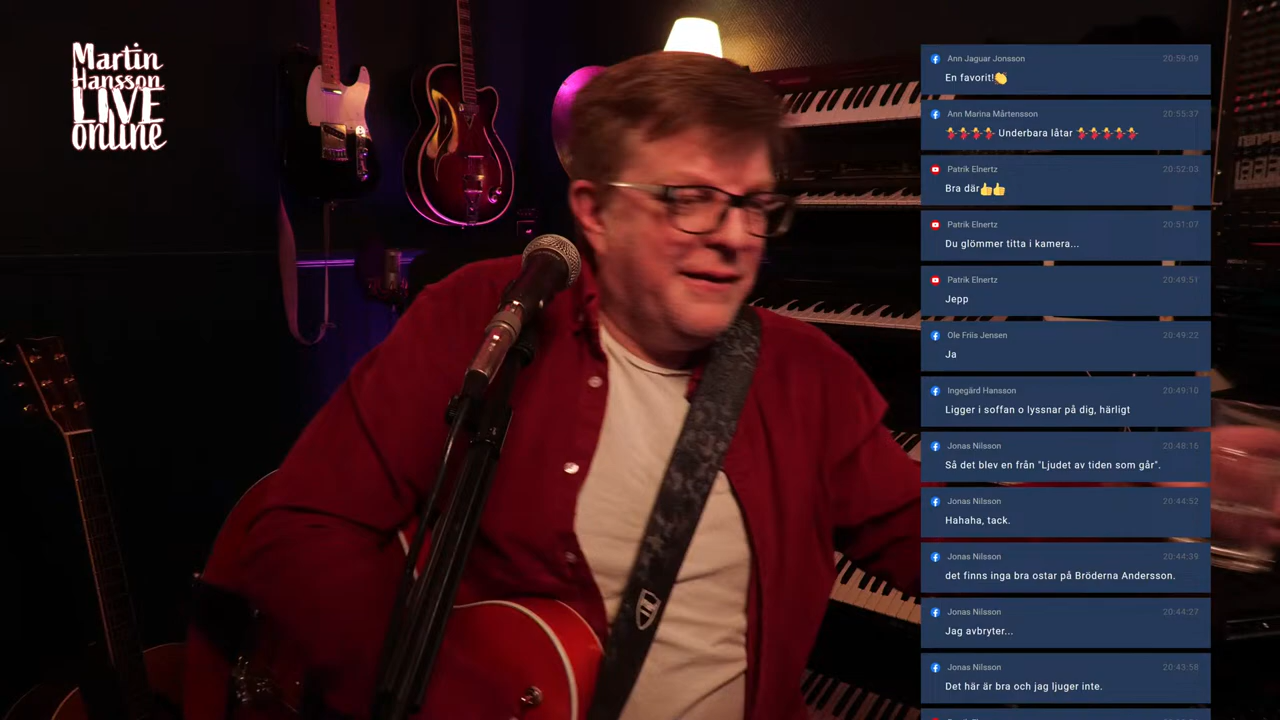 Martin
Hansson
LIVE
online
Ann Jaguar Jonsson 20:59:09
En favorit!👏
Ann Marina Mårtensson 20:55:37
💃💃💃💃 Underbara låtar 💃💃💃💃💃
Patrik Elnertz 20:52:03
Bra där👍👍
Patrik Elnertz 20:51:07
Du glömmer titta i kamera...
Patrik Elnertz 20:49:51
Jepp
Ole Friis Jensen 20:49:22
Ja
Ingegärd Hansson 20:49:10
Ligger i soffan o lyssnar på dig, härligt
Jonas Nilsson 20:48:16
Så det blev en från "Ljudet av tiden som går".
Jonas Nilsson 20:44:52
Hahaha, tack.
Jonas Nilsson 20:44:39
det finns inga bra ostar på Bröderna Andersson.
Jonas Nilsson 20:44:27
Jag avbryter...
Jonas Nilsson 20:43:58
Det här är bra och jag ljuger inte.